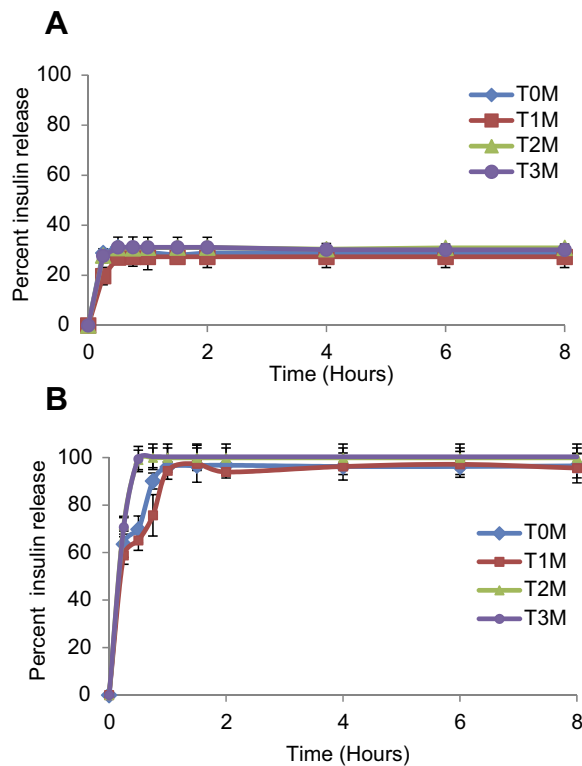 A
Percent insulin release
100
80
60
40
20
0
T0M
T1M
T2M
T3M
0 2 4 6 8
Time (Hours)
B
Percent insulin release
100
80
60
40
20
0
T0M
T1M
T2M
T3M
0 2 4 6 8
Time (Hours)